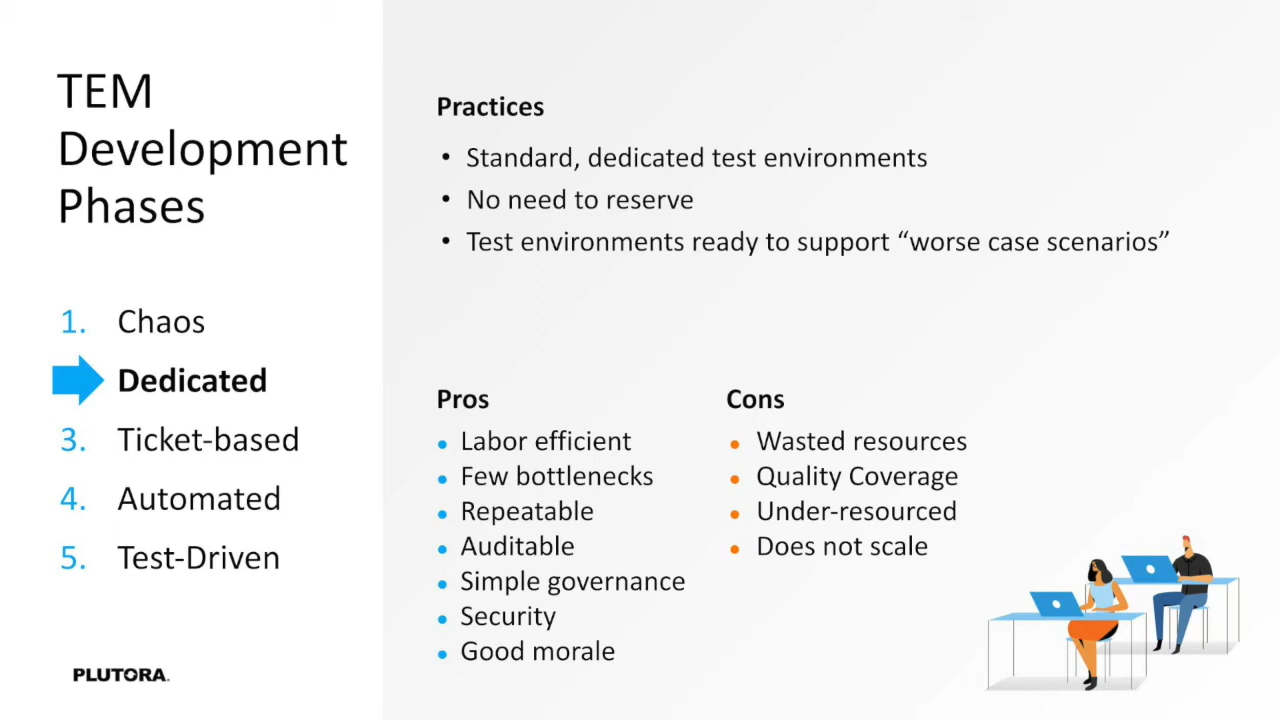 TEM
Development
Phases
1. Chaos
Dedicated
3. Ticket-based
4. Automated
5. Test-Driven
PLUTORA.
Practices
• Standard, dedicated test environments
• No need to reserve
• Test environments ready to support “worse case scenarios”
Pros
• Labor efficient
• Few bottlenecks
• Repeatable
• Auditable
• Simple governance
• Security
• Good morale
Cons
• Wasted resources
• Quality Coverage
• Under-resourced
• Does not scale